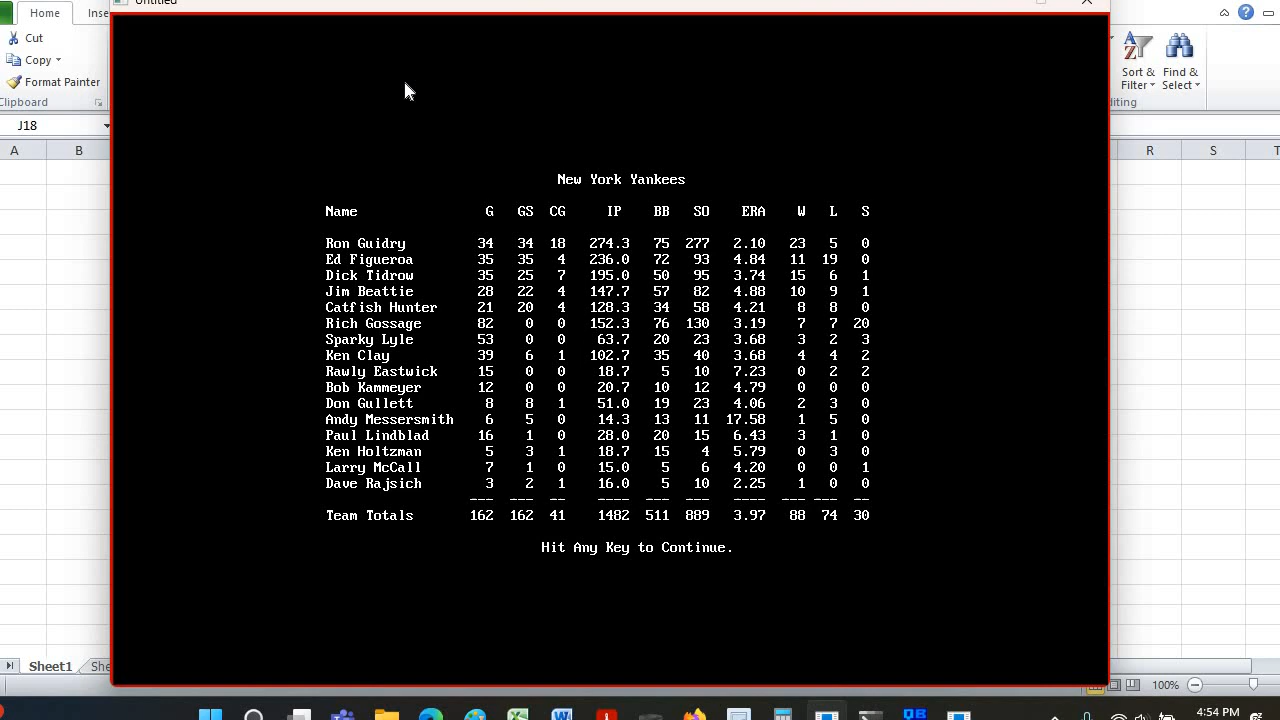 Untitled
Home Inse
Cut
Copy
Format Painter
Clipboard
Sort & Find &
Filter Select
diting
J18
A B R S T
New York Yankees
Name G GS CG IP BB SO ERA W L S
Ron Guidry 34 34 18 274.3 75 277 2.10 23 5 0
Ed Figueroa 35 35 4 236.0 72 93 4.84 11 19 0
Dick Tidrow 35 25 7 195.0 50 95 3.74 15 6 1
Jim Beattie 28 22 4 147.7 57 82 4.88 10 9 1
Catfish Hunter 21 20 4 128.3 34 58 4.21 8 8 0
Rich Gossage 82 0 0 152.3 76 130 3.19 7 7 20
Sparky Lyle 53 0 0 63.7 20 23 3.68 3 2 3
Ken Clay 39 6 1 102.7 35 40 3.68 4 4 2
Rawly Eastwick 15 0 0 18.7 5 10 7.23 0 2 2
Bob Kammeyer 12 0 0 20.7 10 12 4.79 0 0 0
Don Gullett 8 8 1 51.0 19 23 4.06 2 3 0
Andy Messersmith 6 5 0 14.3 13 11 17.58 1 5 0
Paul Lindblad 16 1 0 28.0 20 15 6.43 3 1 0
Ken Holtzman 5 3 1 18.7 15 4 5.79 0 3 0
Larry McCall 7 1 0 15.0 5 6 4.20 0 0 1
Dave Rajsich 3 2 1 16.0 5 10 2.25 1 0 0
--- --- -- ---- --- --- ---- --- --- --
Team Totals 162 162 41 1482 511 889 3.97 88 74 30
Hit Any Key to Continue.
Sheet1 She
100%
QB
4:54 PM